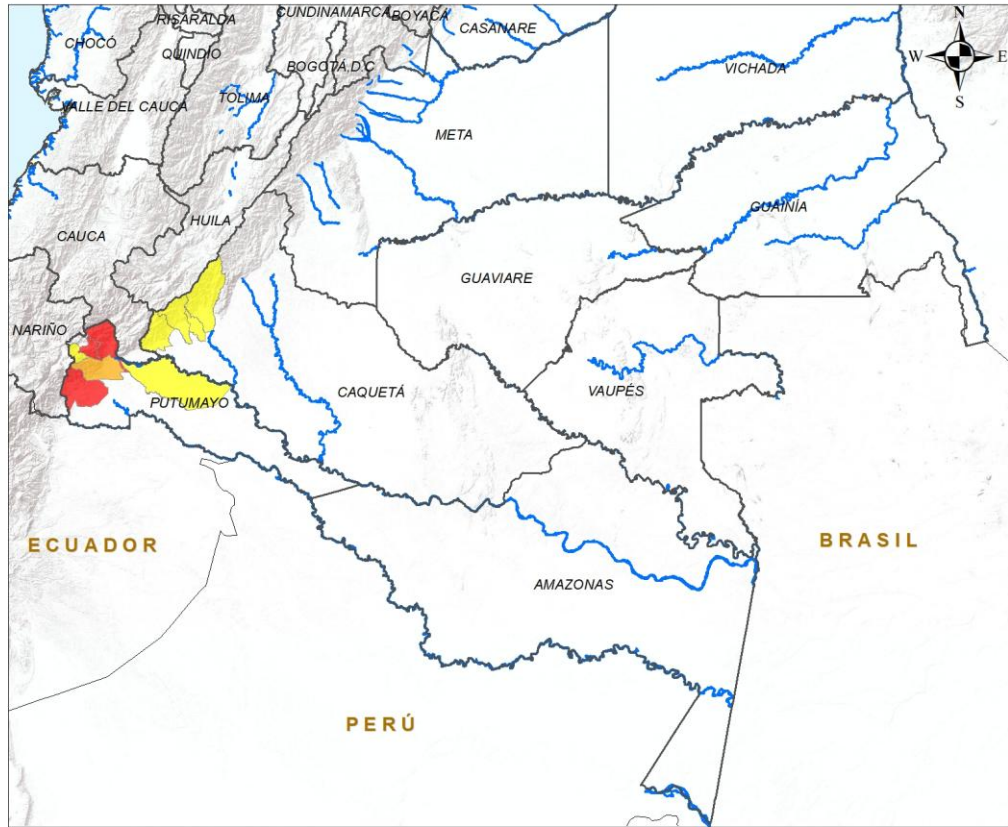 RISARALDA
CUNDINAMARCA
BOYACÁ
CASANARE
N
CHOCÓ
QUINDÍO
BOGOTÁ D.C
W
E
VICHADA
S
VALLE DEL CAUCA
TOLIMA
META
HUILA
GUAINÍA
CAUCA
GUAVIARE
NARIÑO
CAQUETÁ
VAUPÉS
PUTUMAYO
ECUADOR
BRASIL
AMAZONAS
PERÚ